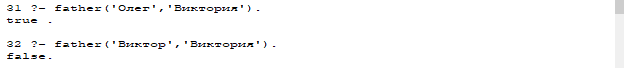 31 ?- father('Олег','Виктория').
true .
32 ?- father('Виктор','Виктория').
false.